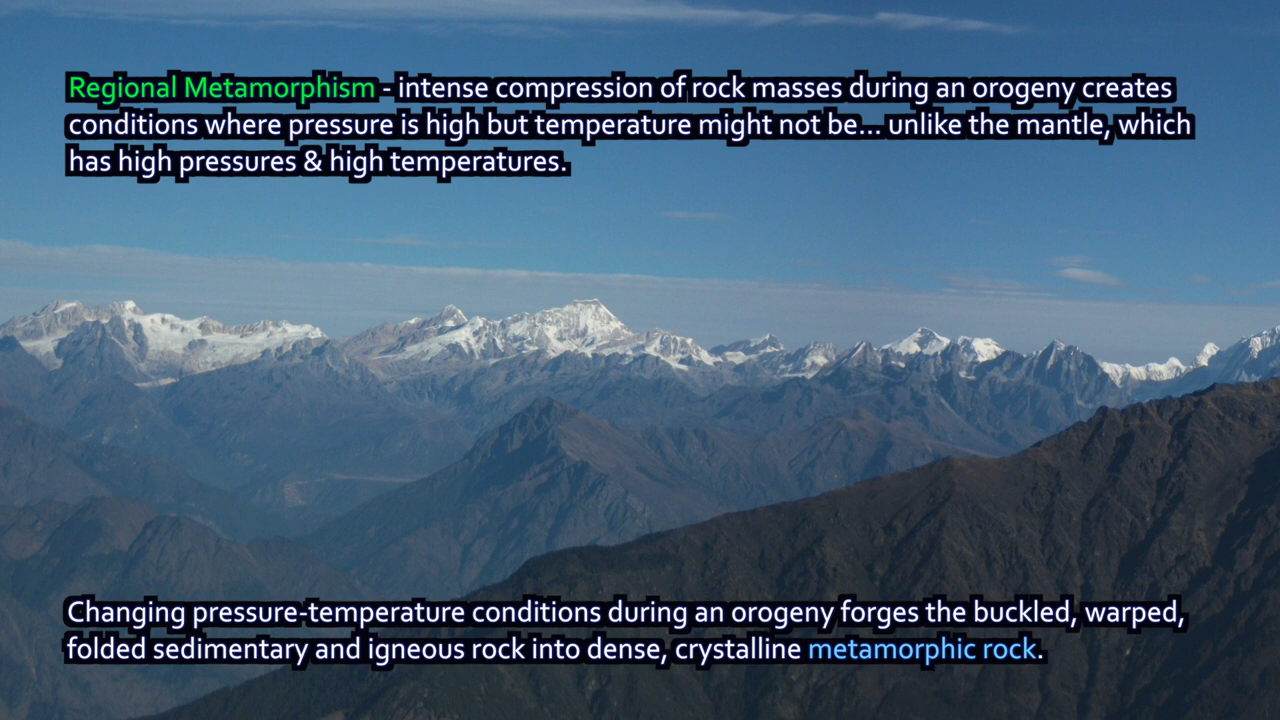 Regional Metamorphism - intense compression of rock masses during an orogeny creates
conditions where pressure is high but temperature might not be... unlike the mantle, which
has high pressures & high temperatures.
Changing pressure-temperature conditions during an orogeny forges the buckled, warped,
folded sedimentary and igneous rock into dense, crystalline metamorphic rock.